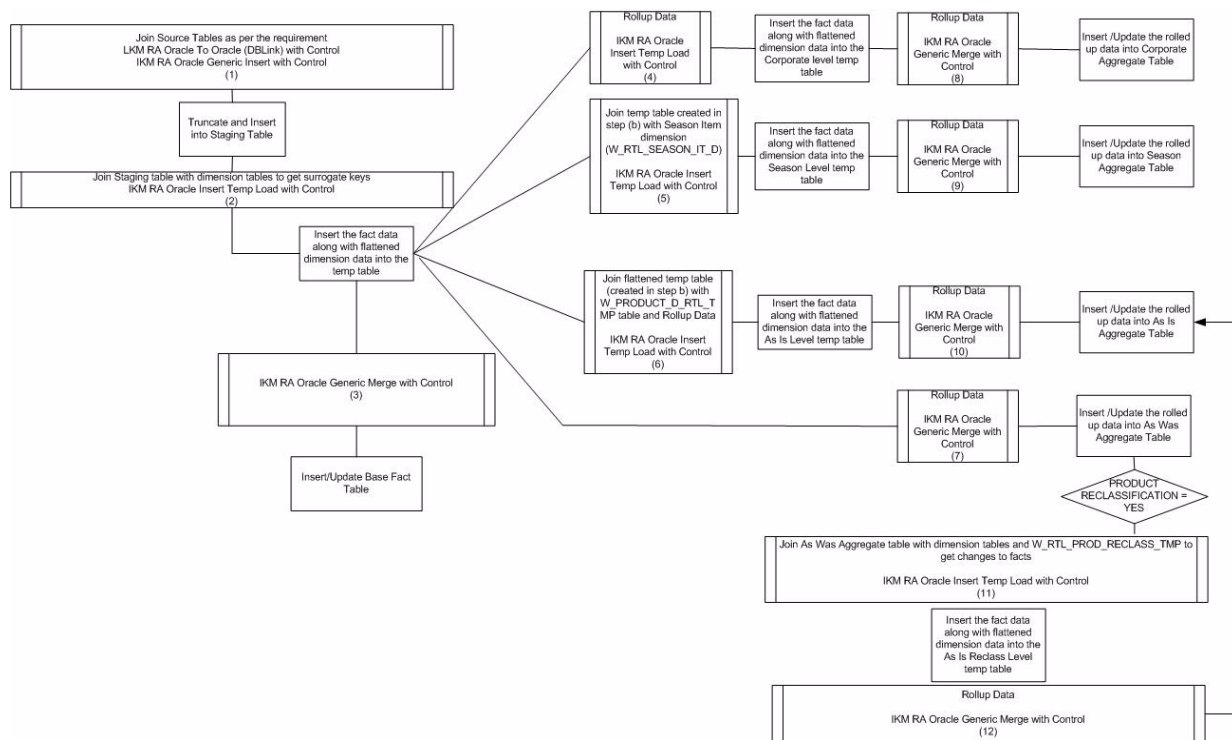 Join Source Tables as per the requirement
LKM RA Oracle To Oracle (DBLink) with Control
IKM RA Oracle Generic Insert with Control
(1)
Truncate and Insert
into Staging Table
Join Staging table with dimension tables to get surrogate keys
IKM RA Oracle Insert Temp Load with Control
(2)
Insert the fact data
along with flattened
dimension data into the
temp table
IKM RA Oracle Generic Merge with Control
(3)
Insert/Update Base Fact
Table
Rollup Data
IKM RA Oracle
Insert Temp Load
with Control
(4)
Insert the fact data
along with flattened
dimension data into the
Corporate level temp
table
Rollup Data
IKM RA Oracle
Generic Merge with
Control
(8)
Insert /Update the rolled
up data into Corporate
Aggregate Table
Join temp table created in
step (b) with Season Item
dimension
(W_RTL_SEASON_IT_D)
IKM RA Oracle Insert
Temp Load with Control
(5)
Insert the fact data
along with flattened
dimension data into the
Season Level temp
table
Rollup Data
IKM RA Oracle
Generic Merge with
Control
(9)
Insert /Update the rolled
up data into Season
Aggregate Table
Join flattened temp table
(created in step b) with
W_PRODUCT_D_RTL_T
MP table and Rollup Data
IKM RA Oracle Insert
Temp Load with Control
(6)
Insert the fact data
along with flattened
dimension data into the
As Is Level temp table
Rollup Data
IKM RA Oracle
Generic Merge with
Control
(10)
Insert /Update the rolled
up data into As Is
Aggregate Table
Rollup Data
IKM RA Oracle
Generic Merge with
Control
(7)
Insert /Update the rolled
up data into As Was
Aggregate Table
PRODUCT
RECLASSIFICATION =
YES
Join As Was Aggregate table with dimension tables and W_RTL_PROD_RECLASS_TMP to
get changes to facts
IKM RA Oracle Insert Temp Load with Control
(11)
Insert the fact data
along with flattened
dimension data into the
As Is Reclass Level
temp table
Rollup Data
IKM RA Oracle Generic Merge with Control
(12)